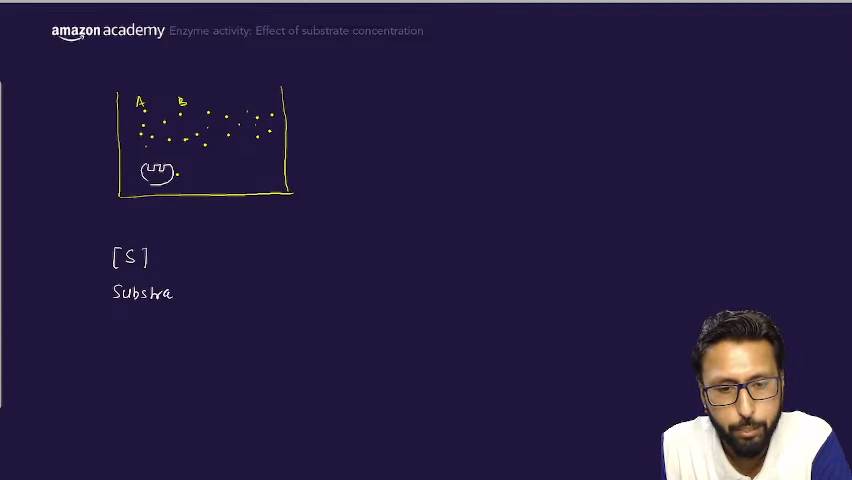 amazon academy Enzyme activity: Effect of substrate concentration
A B
[S]
Substra